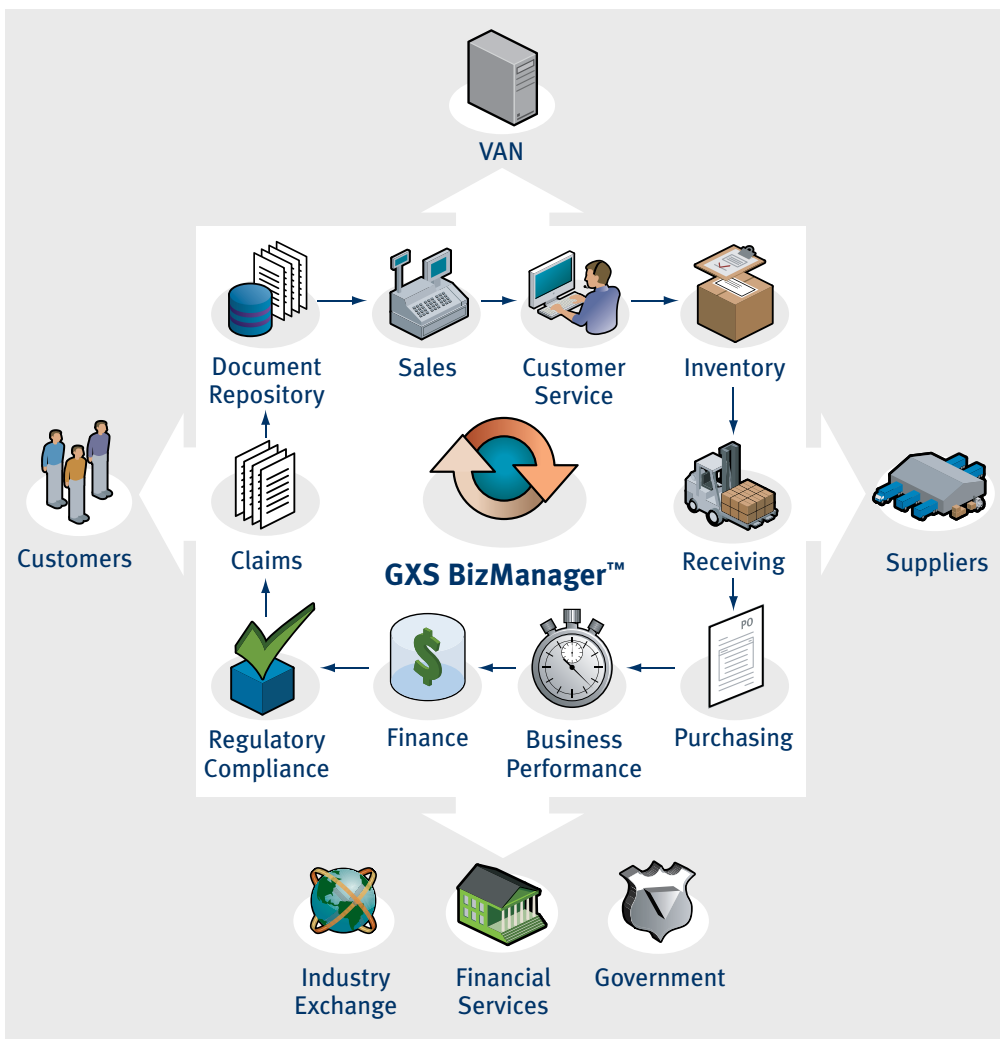 VAN
Document
Repository
Sales
Customer
Service
Inventory
Customers
Claims
GXS BizManager™
Receiving
Suppliers
PO
Regulatory
Compliance
Finance
Business
Performance
Purchasing
Industry
Exchange
Financial
Services
Government